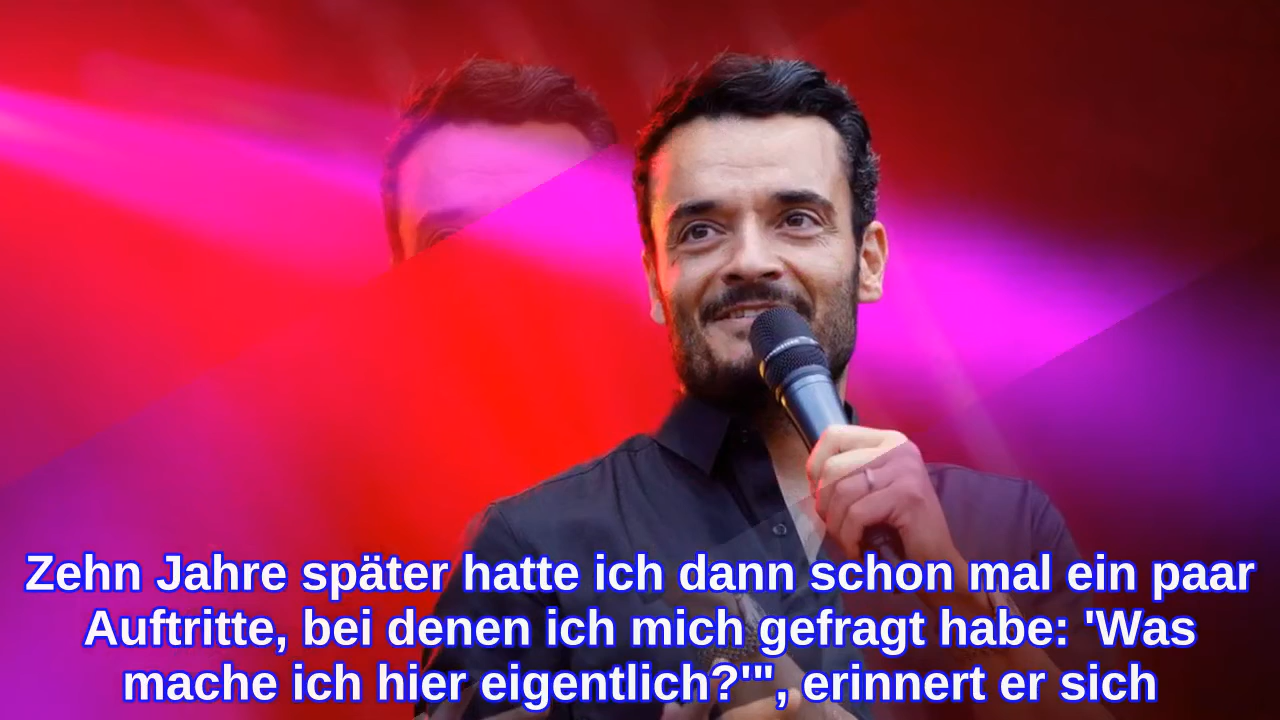 Zehn Jahre später hatte ich dann schon mal ein paar
Auftritte, bei denen ich mich gefragt habe: 'Was
mache ich hier eigentlich?'", erinnert er sich